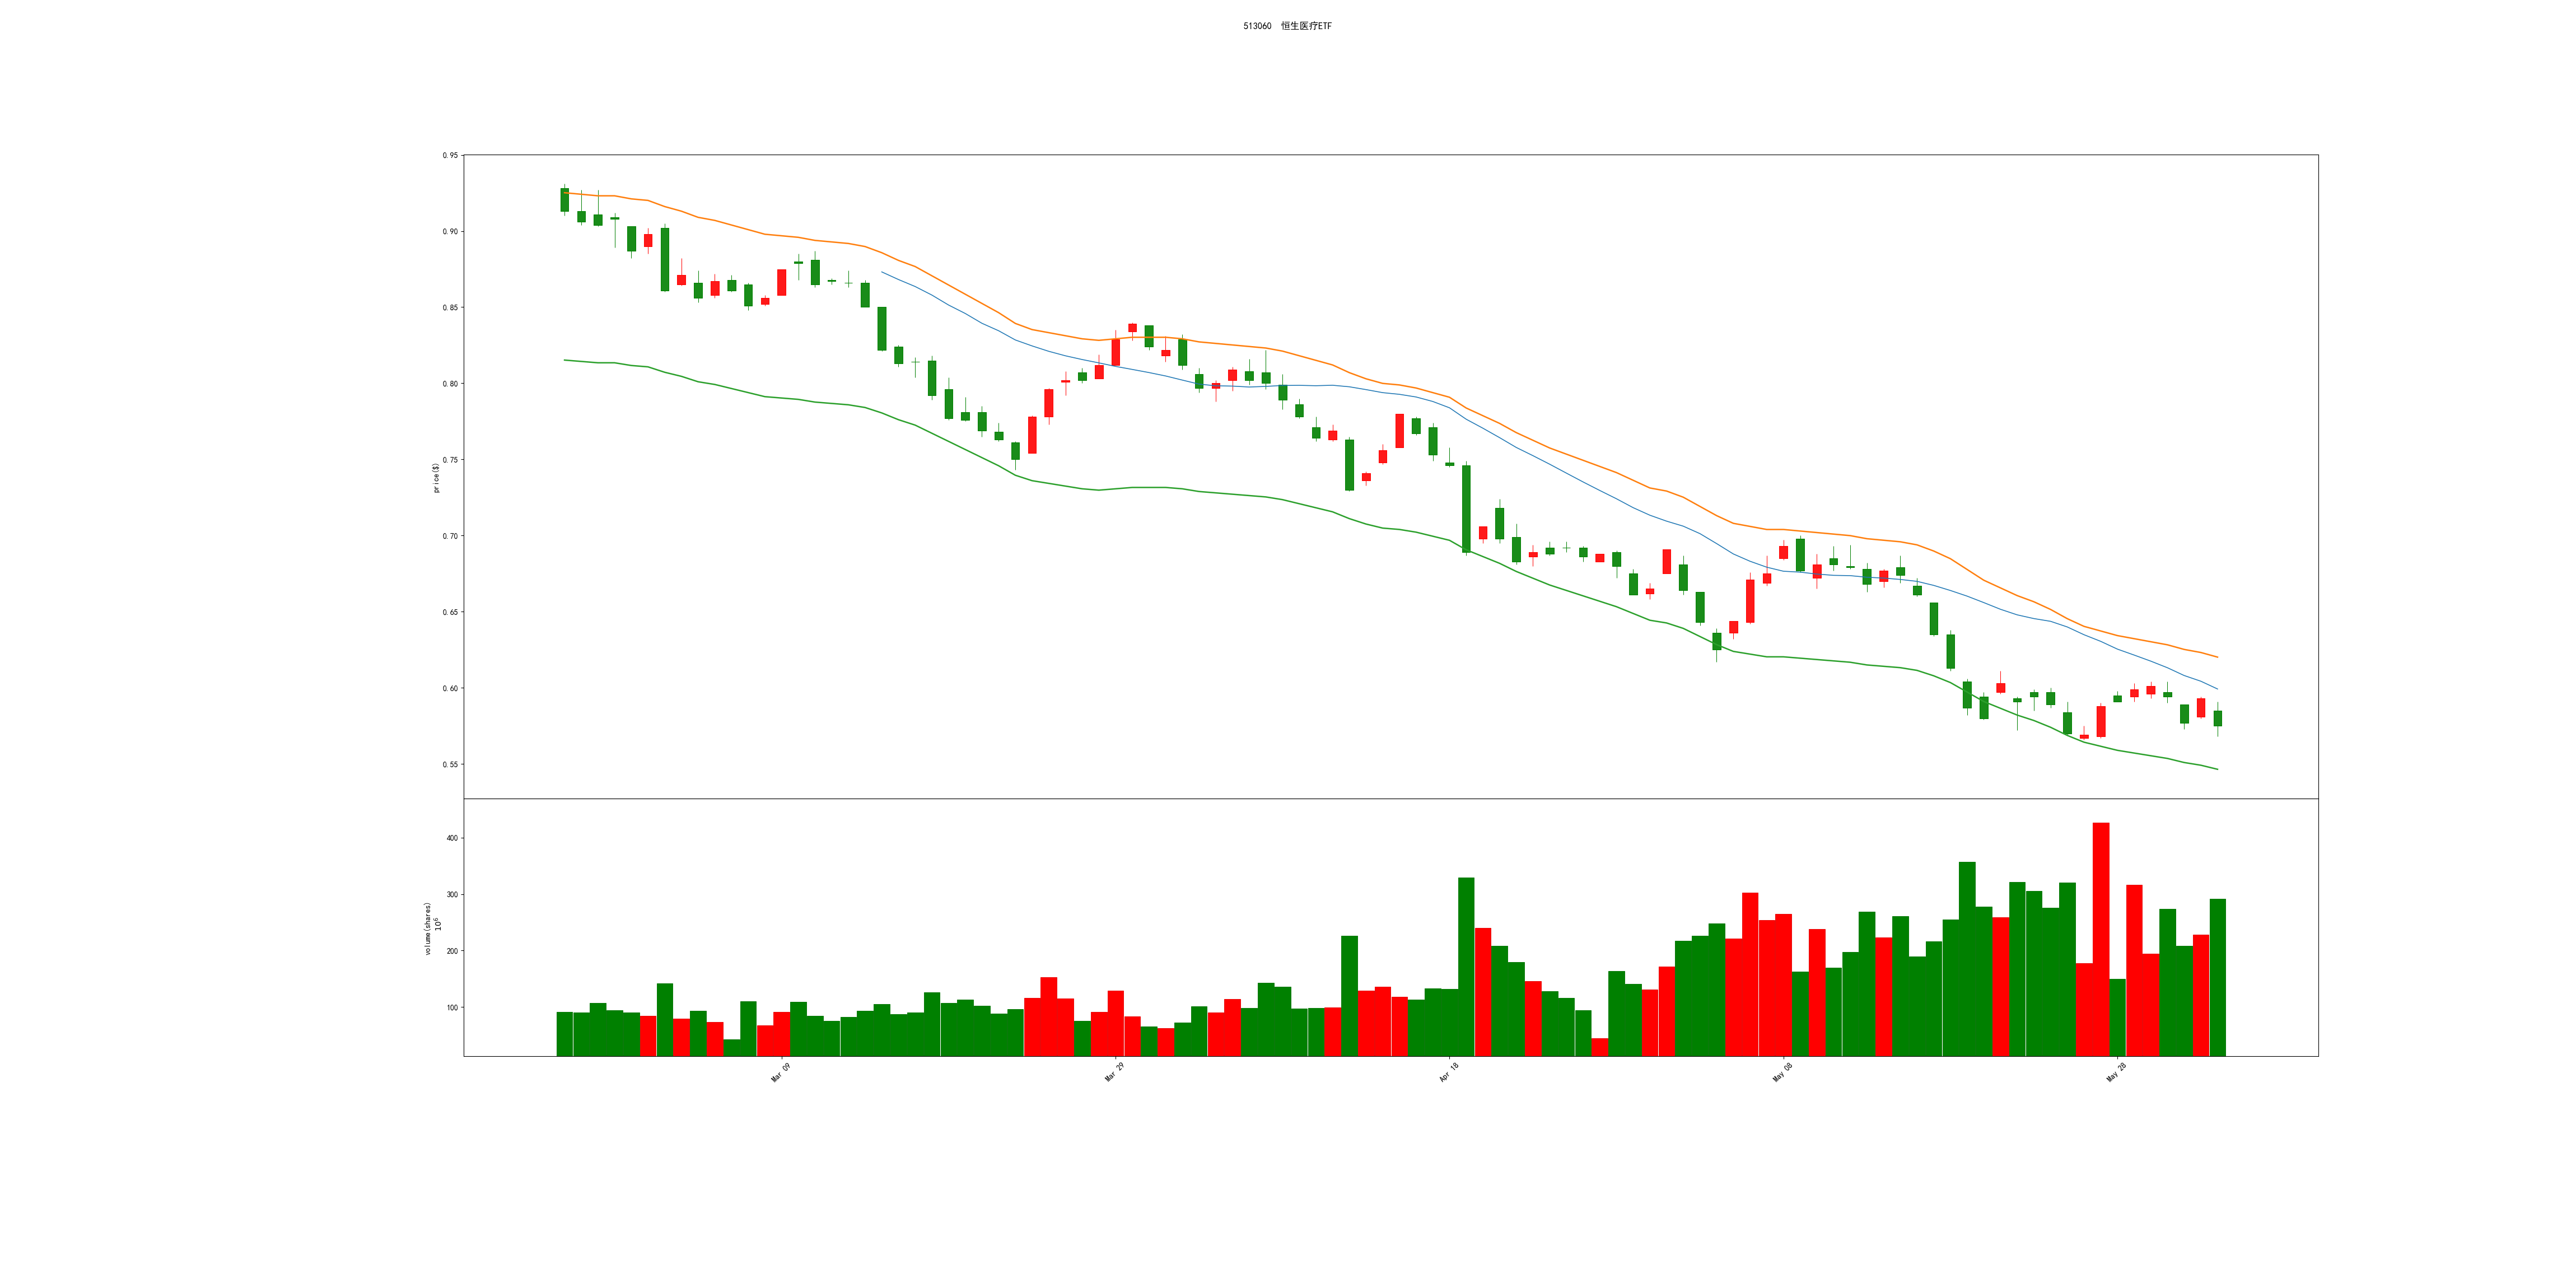 513060 恒生医疗ETF
0.95
0.90
0.85
0.80
0.75
0.70
0.65
0.60
0.55
price($)
400
300
200
100
volume(shares)
10^6
Mar 09
Mar 29
Apr 18
May 08
May 28